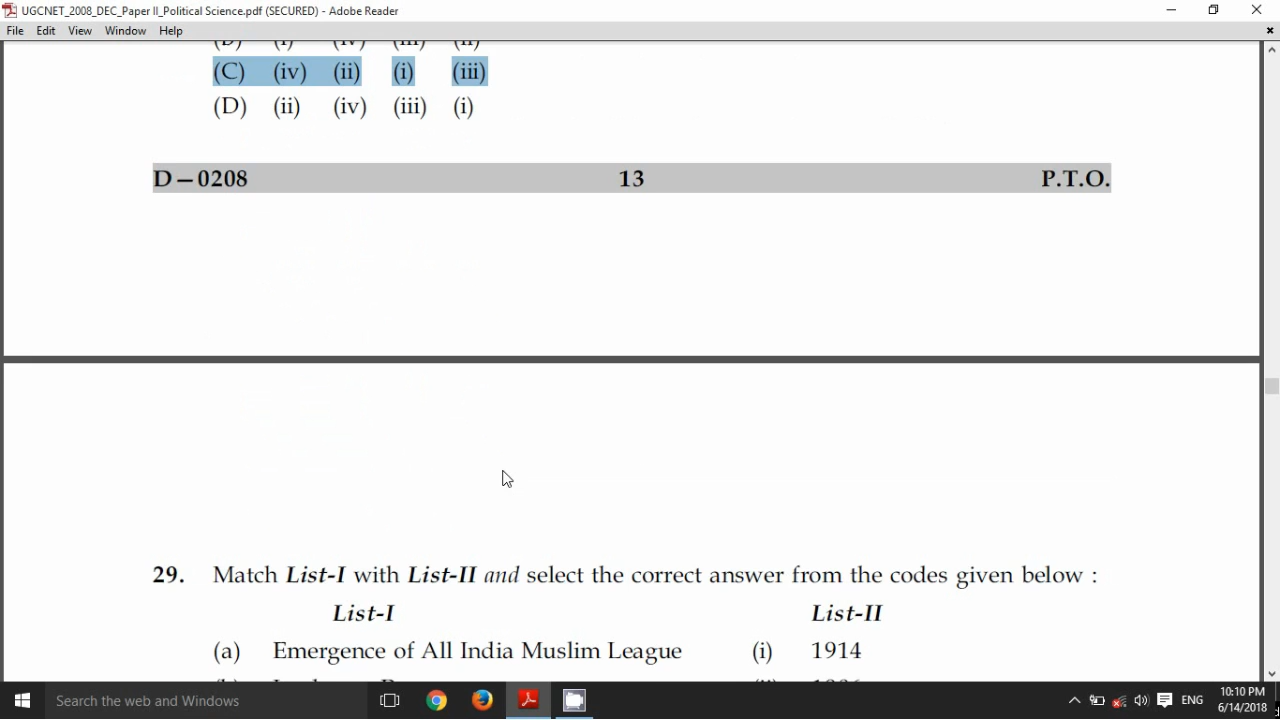 UGCNET_2008_DEC_Paper II_Political Science.pdf (SECURED) - Adobe Reader
File Edit View Window Help
(C) (iv) (ii) (i) (iii)
(D) (ii) (iv) (iii) (i)
D – 0208 13 P.T.O.
29. Match List-I with List-II and select the correct answer from the codes given below :
List-I List-II
(a) Emergence of All India Muslim League (i) 1914
Search the web and Windows
ENG
10:10 PM
6/14/2018